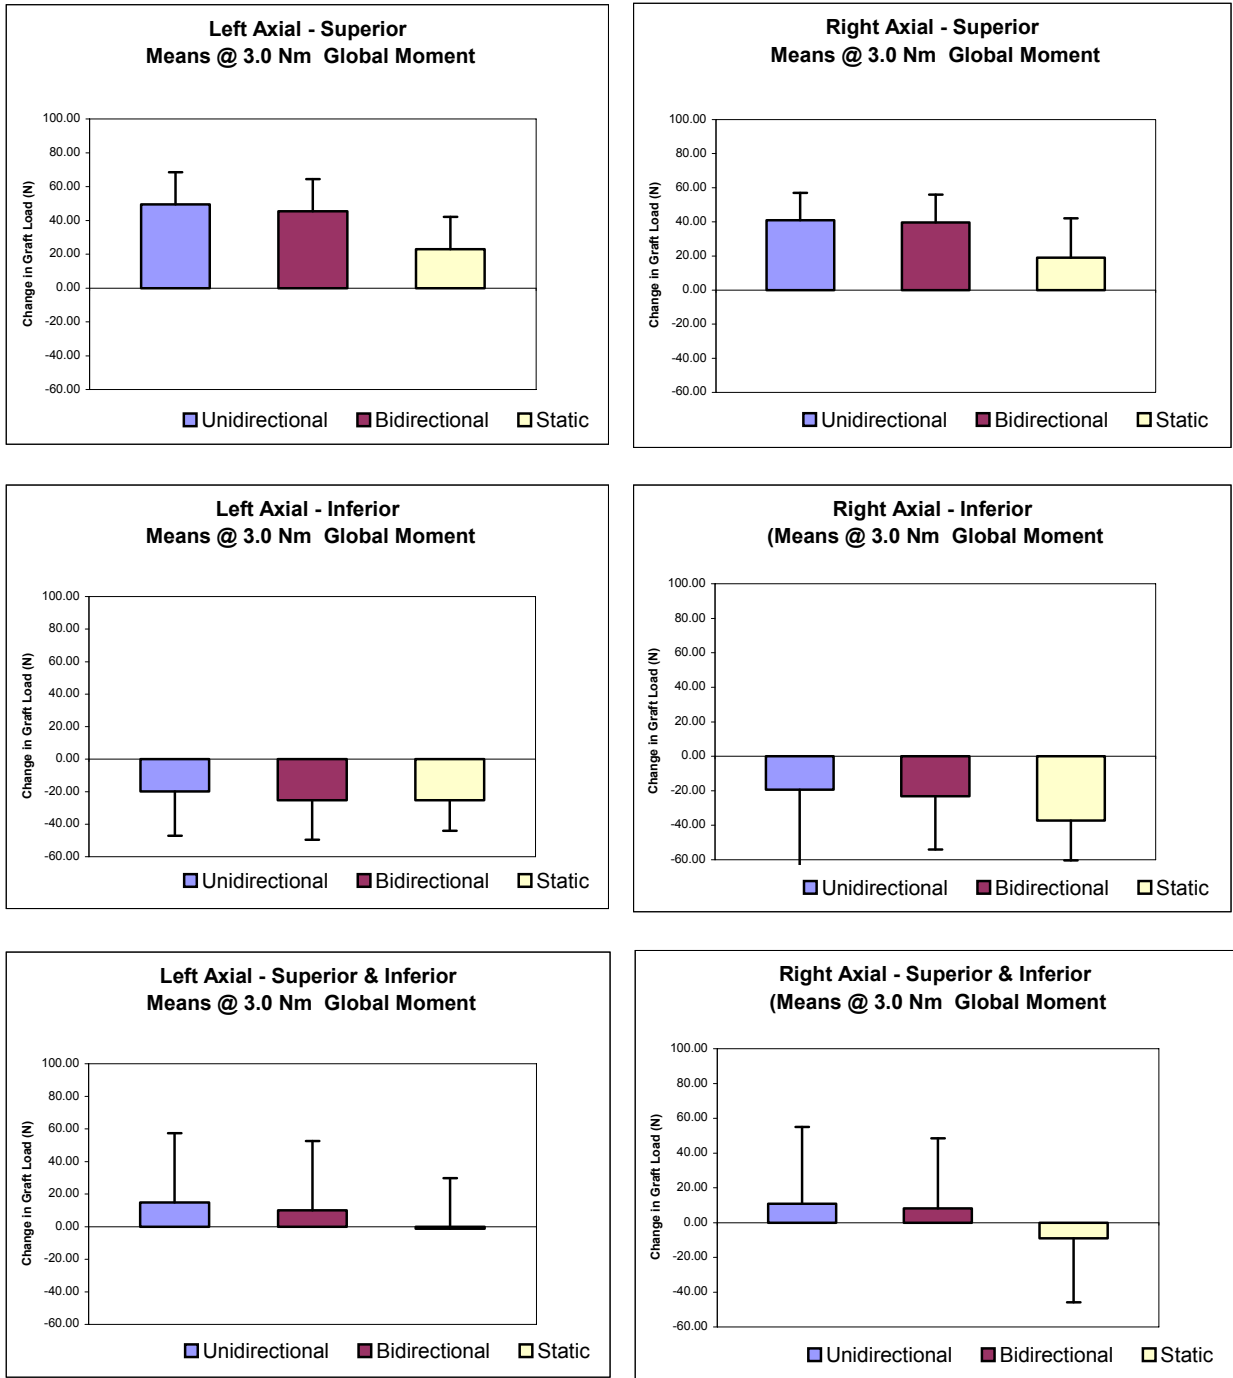 Left Axial - Superior
Means @ 3.0 Nm  Global Moment
Change in Graft Load (N)
100.00
80.00
60.00
40.00
20.00
0.00
-20.00
-40.00
-60.00
Unidirectional Bidirectional Static
Right Axial - Superior
Means @ 3.0 Nm  Global Moment
Change in Graft Load (N)
100.00
80.00
60.00
40.00
20.00
0.00
-20.00
-40.00
-60.00
Unidirectional Bidirectional Static
Left Axial - Inferior
Means @ 3.0 Nm  Global Moment
Change in Graft Load (N)
100.00
80.00
60.00
40.00
20.00
0.00
-20.00
-40.00
-60.00
Unidirectional Bidirectional Static
Right Axial - Inferior
(Means @ 3.0 Nm  Global Moment
Change in Graft Load (N)
100.00
80.00
60.00
40.00
20.00
0.00
-20.00
-40.00
-60.00
Unidirectional Bidirectional Static
Left Axial - Superior & Inferior
Means @ 3.0 Nm  Global Moment
Change in Graft Load (N)
100.00
80.00
60.00
40.00
20.00
0.00
-20.00
-40.00
-60.00
Unidirectional Bidirectional Static
Right Axial - Superior & Inferior
(Means @ 3.0 Nm  Global Moment
Change in Graft Load (N)
100.00
80.00
60.00
40.00
20.00
0.00
-20.00
-40.00
-60.00
Unidirectional Bidirectional Static